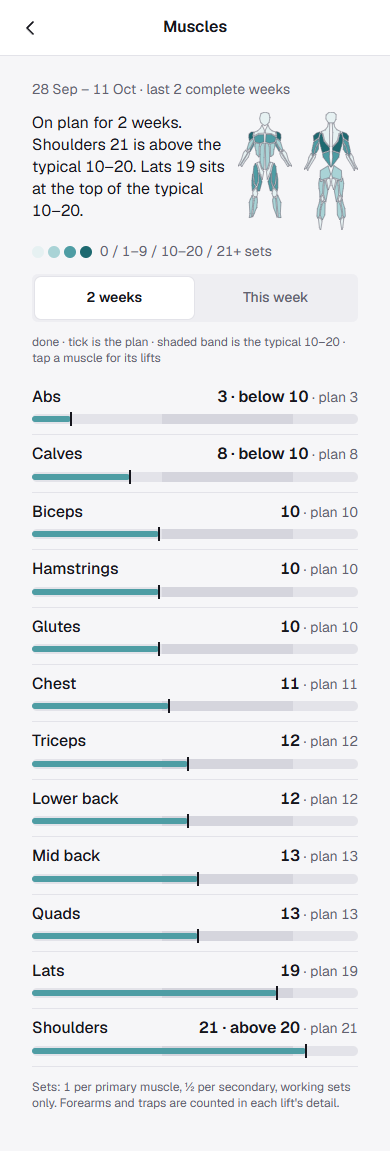 Muscles
28 Sep – 11 Oct · last 2 complete weeks
On plan for 2 weeks.
Shoulders 21 is above the
typical 10–20. Lats 19 sits
at the top of the typical
10–20.
0 / 1–9 / 10–20 / 21+ sets
2 weeks
This week
done · tick is the plan · shaded band is the typical 10–20 ·
tap a muscle for its lifts
Abs 3 · below 10 · plan 3
Calves 8 · below 10 · plan 8
Biceps 10 · plan 10
Hamstrings 10 · plan 10
Glutes 10 · plan 10
Chest 11 · plan 11
Triceps 12 · plan 12
Lower back 12 · plan 12
Mid back 13 · plan 13
Quads 13 · plan 13
Lats 19 · plan 19
Shoulders 21 · above 20 · plan 21
Sets: 1 per primary muscle, ½ per secondary, working sets
only. Forearms and traps are counted in each lift's detail.